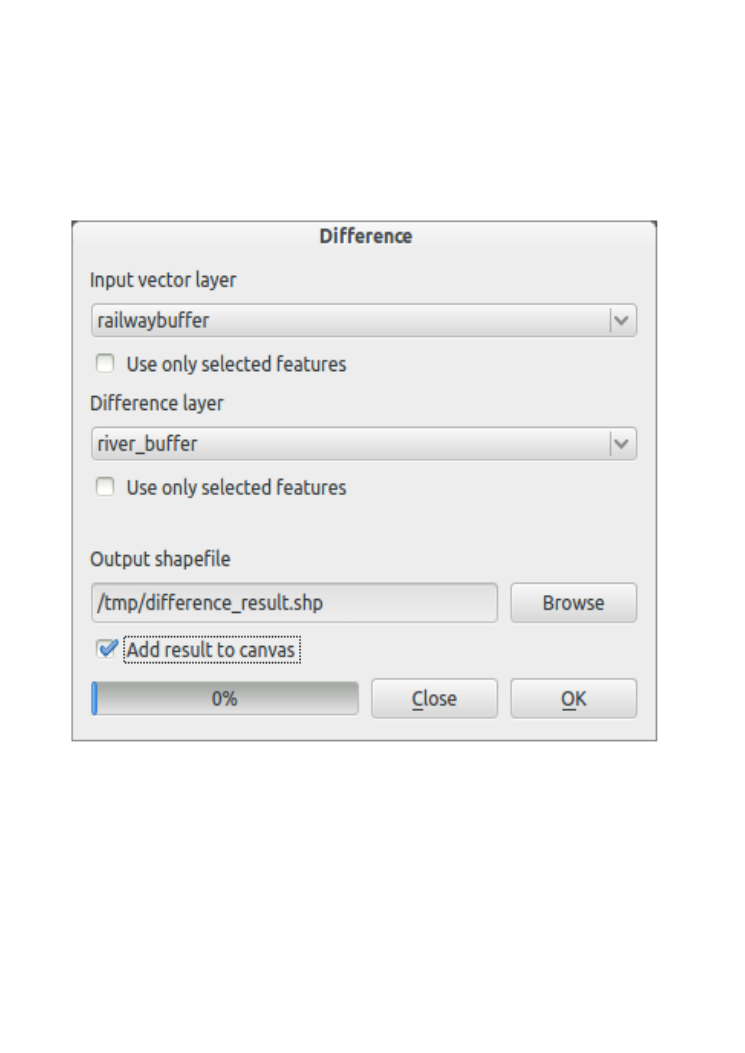 Difference
Input vector layer
railwaybuffer
Use only selected features
Difference layer
river_buffer
Use only selected features
Output shapefile
/tmp/difference_result.shp
Browse
Add result to canvas
0%
Close
OK